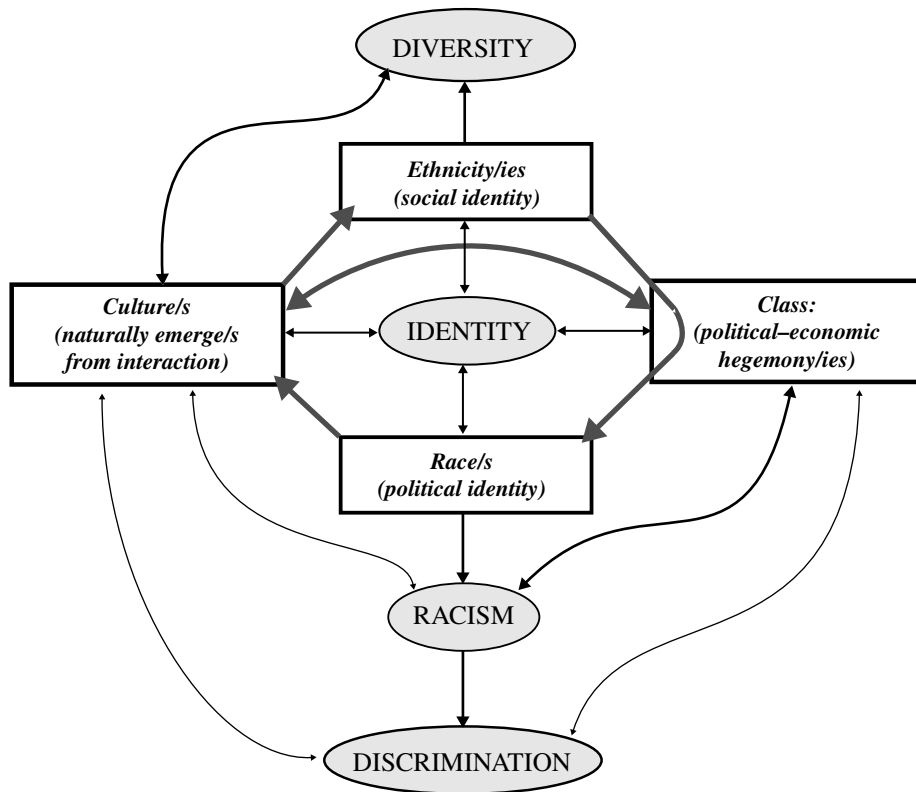 DIVERSITY
Ethnicity/ies
(social identity)
Culture/s
(naturally emerge/s
from interaction)
IDENTITY
Class:
(political–economic
hegemony/ies)
Race/s
(political identity)
RACISM
DISCRIMINATION